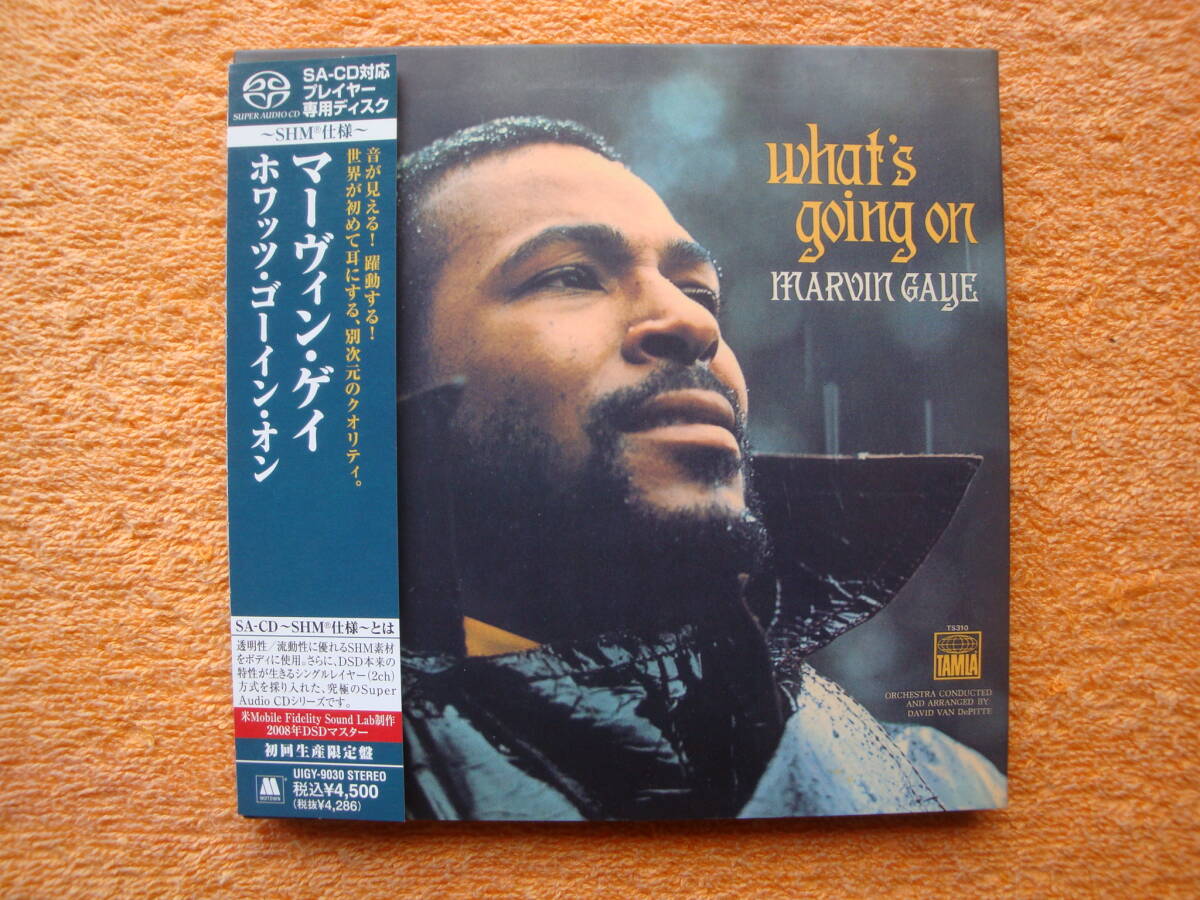 SUPER AUDIO CD
SA-CD対応
プレイヤー
専用ディスク
～SHM®仕様～
音が見える! 躍動する!
世界が初めて耳にする、別次元のクオリティ。
マーヴィン・ゲイ
ホワッツ・ゴーイン・オン
SA-CD～SHM®仕様～とは
透明性/流動性に優れるSHM素材
をボディに使用。さらに、DSD本来の
特性が生きるシングルレイヤー(2ch)
方式を採り入れた、究極のSuper
Audio CDシリーズです。
米Mobile Fidelity Sound Lab制作
2008年DSDマスター
初回生産限定盤
M
MOTOWN
UIGY-9030 STEREO
税込¥4,500
(税抜¥4,286)
what's
going on
MARVIN GAYE
TS310
TAMLA
ORCHESTRA CONDUCTED
AND ARRANGED BY
DAVID VAN DePITTE